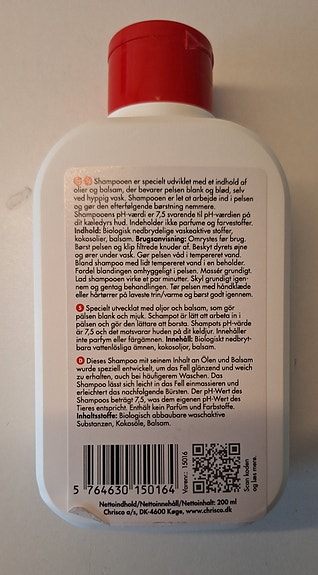 Shampooen er specielt udviklet med et indhold af
olier og balsam, der bevarer pelsen blank og blød, selv
ved hyppig vask. Shampooen er let at arbejde ind i pelsen
og gør den efterfølgende børstning nemmere.
Shampooens pH-værdi er 7,5 svarende til pH-værdien på
dit kæledyrs hud. Indeholder ikke parfume og farvestoffer.
Indhold: Biologisk nedbrydelige vaskeaktive stoffer,
kokosolier, balsam. Brugsanvisning: Omrystes før brug.
Børst pelsen og klip filtrede knuder af. Beskyt dyrets øjne
og ører under vask. Gør pelsen våd i tempereret vand.
Bland shampoo med lidt tempereret vand i en beholder.
Fordel blandingen omhyggeligt i pelsen. Massér grundigt.
Lad shampooen virke et par minutter. Skyl grundigt igen-
nem og gentag behandlingen. Tør pelsen med håndklæde
eller hårtørrer på laveste trin/varme og børst godt igennem.
S Specielt utvecklat med oljor och balsam, som gör
pälsen blank och mjuk. Schampot är lätt att arbeta in i
pälsen och gör den lättare att borsta. Shampots pH-värde
är 7,5 och det motsvarar huden på dit keldjur. Innehåller
inte parfym eller färgämnen. Innehåll: Biologiskt nedbryt-
bara vattenlösliga ämnen, kokosoljor, balsam.
D Dieses Shampoo mit seinem Inhalt an Ölen und Balsam
wurde speziell entwickelt, um das Fell glänzend und weich
zu erhalten, auch bei häufigerem Waschen. Das
Shampoo lässt sich leicht in das Fell einmassieren und
erleichtert das nachfolgende Bürsten. Der pH-Wert des
Shampoo beträgt 7,5, was dem eigenen pH-Wert des
Tieres entspricht. Enthält kein Parfüm und Farbstoffe.
Inhaltsstoffe: Biologisch abbaubare waschaktive
Substanzen, Kokosöle, Balsam.
5 764630 150164
Varenr.: 15016
Scan koden
og læs mere.
Nettoindhold/Nettoinnehåll/Nettoinhalt: 200 ml
Chrisco a/s, DK-4600 Køge, www.chrisco.dk